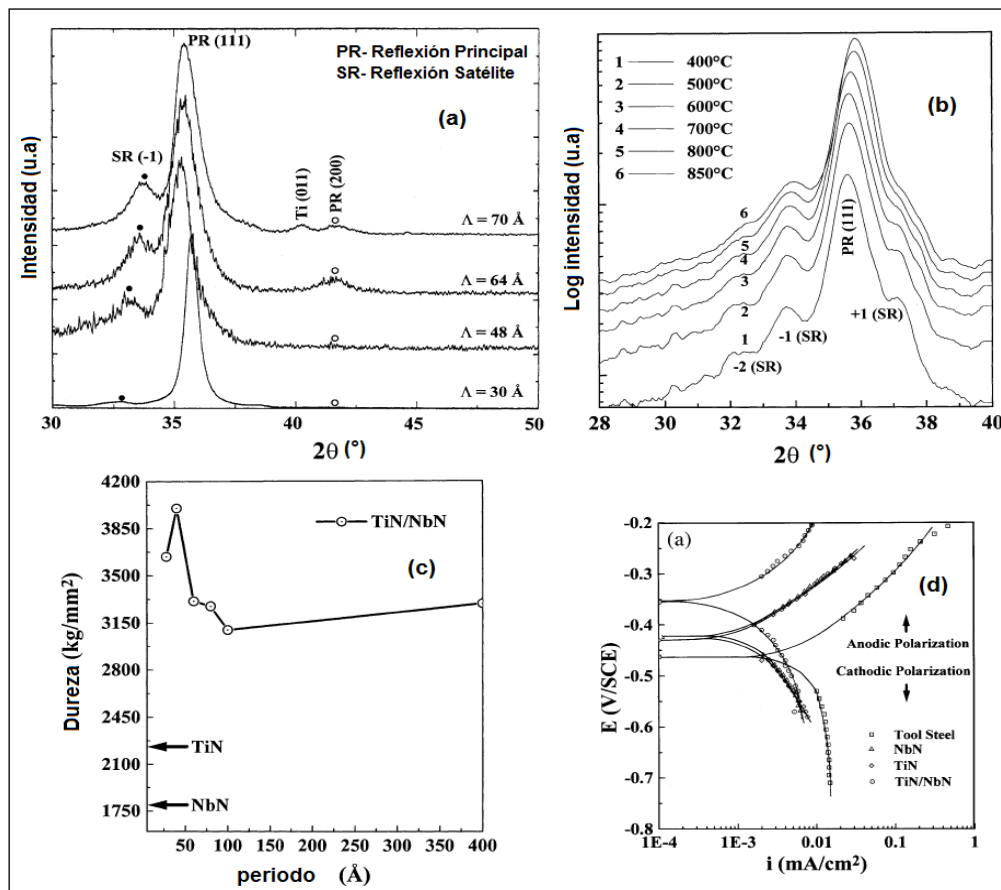 PR (111)
PR- Reflexión Principal
SR- Reflexión Satélite
(a)
SR (-1)
Ti (011)
PR (200)
Λ = 70 Å
Λ = 64 Å
Λ = 48 Å
Λ = 30 Å
Intensidad (u.a)
30 35 40 45 50
2θ (°)
1 400°C
2 500°C
3 600°C
4 700°C
5 800°C
6 850°C
(b)
6
5
4
3
2
1
PR (111)
+1 (SR)
-1 (SR)
-2 (SR)
Log intensidad (u.a)
28 30 32 34 36 38 40
2θ (°)
4200
3850
3500
3150
2800
2450
2100
1750
TiN/NbN
(c)
TiN
NbN
Dureza (kg/mm²)
50 100 150 200 250 300 350 400
periodo (Å)
-0.2
-0.3
-0.4
-0.5
-0.6
-0.7
-0.8
(a)
(d)
Anodic Polarization
Cathodic Polarization
Tool Steel
NbN
TiN
TiN/NbN
E (V/SCE)
1E-4 1E-3 0.01 0.1 1
i (mA/cm²)